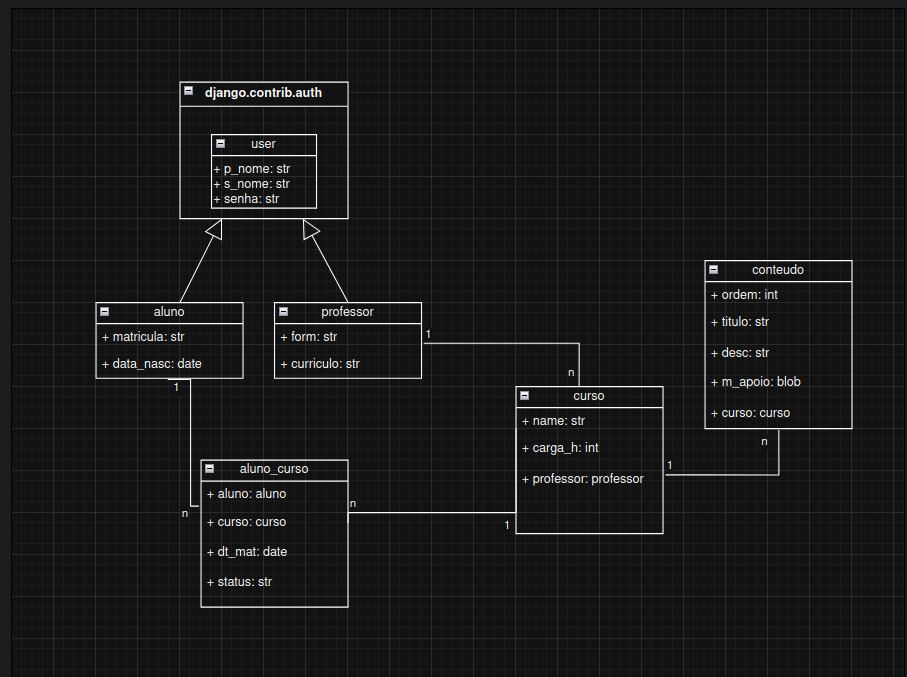 django.contrib.auth
user
+ p_nome: str
+ s_nome: str
+ senha: str
aluno
+ matricula: str
+ data_nasc: date
professor
+ form: str
+ curriculo: str
conteudo
+ ordem: int
+ titulo: str
+ desc: str
+ m_apoio: blob
+ curso: curso
1
n
curso
+ name: str
+ carga_h: int
+ professor: professor
1
n
aluno_curso
+ aluno: aluno
+ curso: curso
+ dt_mat: date
+ status: str
1
n
n
1